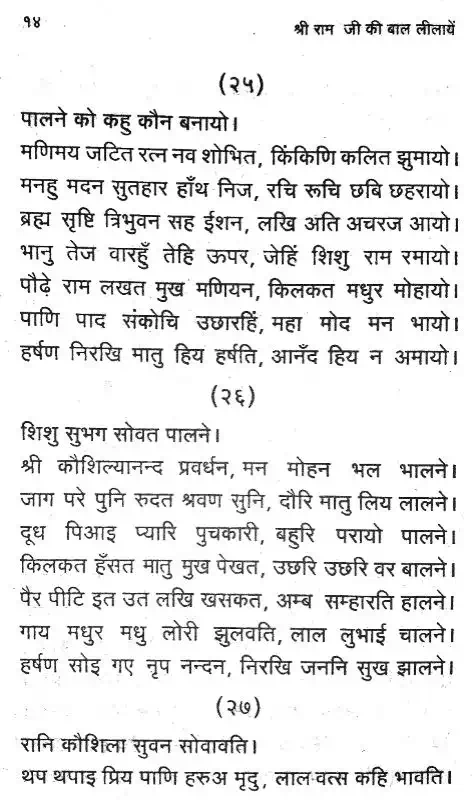 १४
श्री राम जी की बाल लीलायें
(२५)
पालने को कहु कौन बनायो।
मणिमय जटित रत्न नव शोभित, किंकिणि कलित झुमायो।
मनहु मदन सुतहार हाँथ निज, रचि रूचि छबि छहरायो।
ब्रह्म सृष्टि त्रिभुवन सह ईशन, लखि अति अचरज आयो।
भानु तेज वारहुँ तेहि ऊपर, जेहिं शिशु राम रमायो।
पौढ़े राम लखत मुख मणियन, किलकत मधुर मोहायो।
पाणि पाद संकोचि उछारहिं, महा मोद मन भायो।
हर्षण निरखि मातु हिय हर्षति, आनँद हिय न अमायो।
(२६)
शिशु सुभग सोवत पालने।
श्री कौशिल्यानन्द प्रवर्धन, मन मोहन भल भालने।
जाग परे पुनि रुदत श्रवण सुनि, दौरि मातु लिय लालने।
दूध पिआइ प्यारि पुचकारी, बहुरि परायो पालने।
किलकत हँसत मातु मुख पेखत, उछरि उछरि वर बालने।
पैर पीटि इत उत लखि खसकत, अम्ब सम्हारति हालने।
गाय मधुर मधु लोरी झुलवति, लाल लुभाई चालने।
हर्षण सोइ गए नृप नन्दन, निरखि जननि सुख झालने।
(२७)
रानि कौशिला सुवन सोवावति।
थप थपाइ प्रिय पाणि हरुअ मृदु, लाल वत्स कहि भावति।